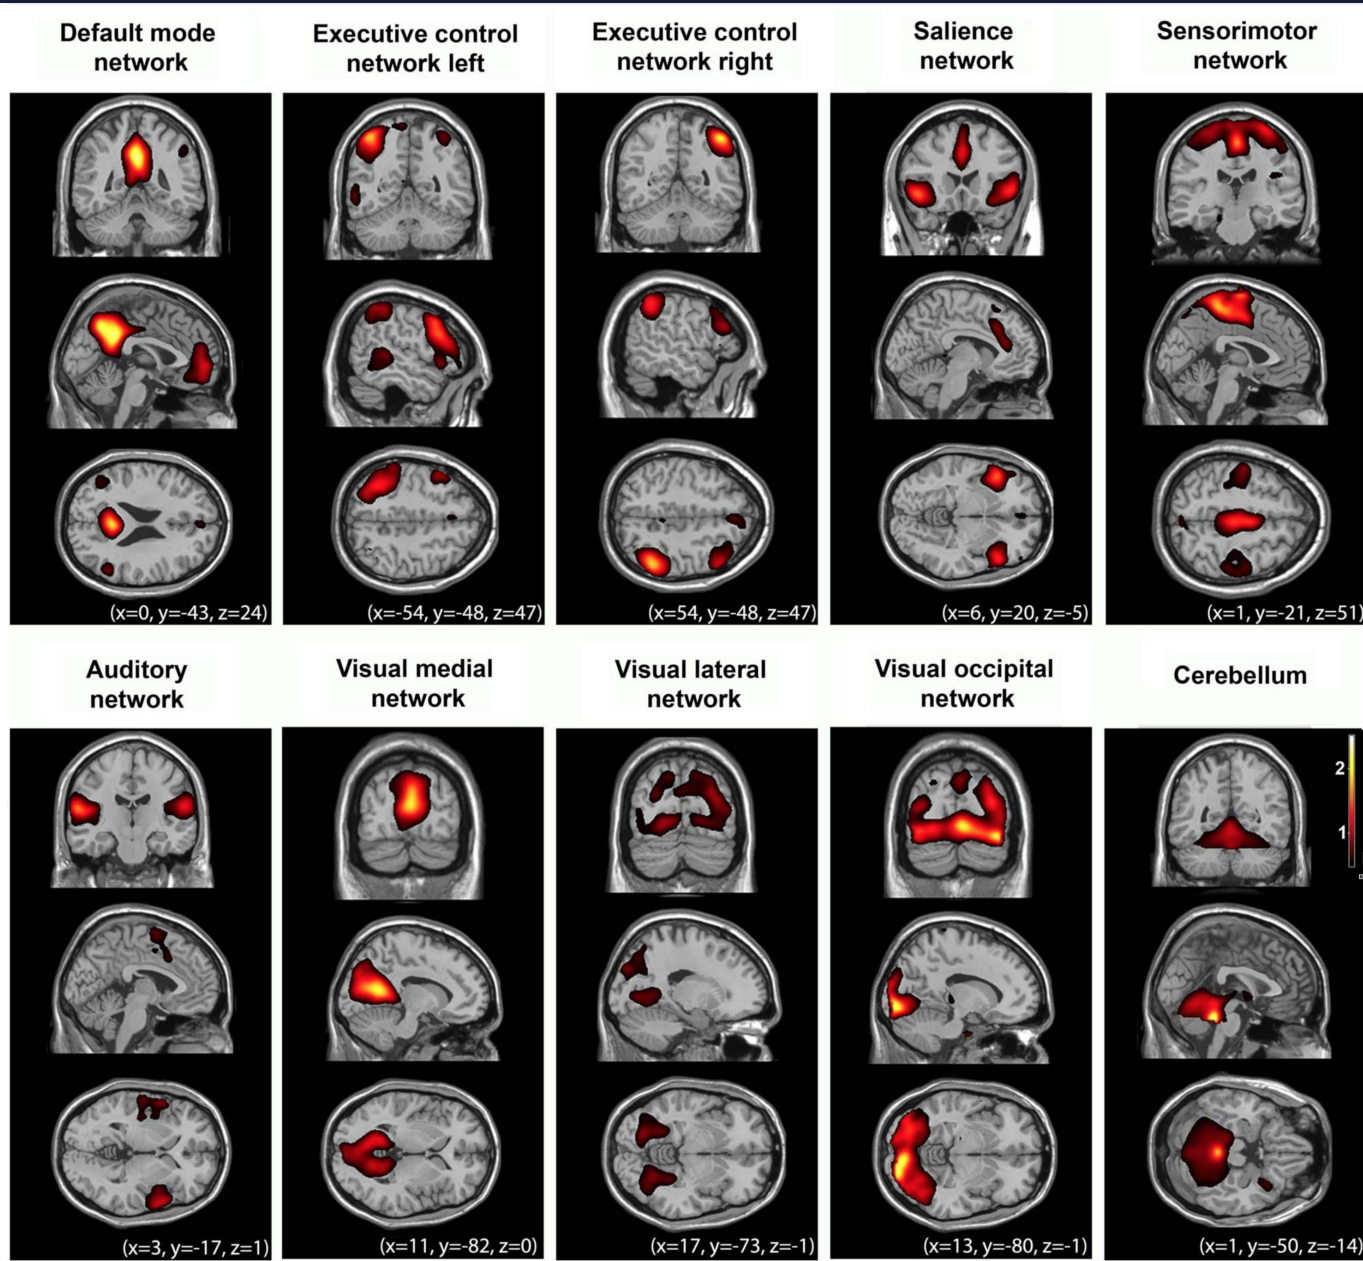 Default mode
network
Executive control
network left
Executive control
network right
Salience
network
Sensorimotor
network
(x=0, y=-43, z=24)
(x=-54, y=-48, z=47)
(x=54, y=-48, z=47)
(x=6, y=20, z=-5)
(x=1, y=-21, z=51)
Auditory
network
Visual medial
network
Visual lateral
network
Visual occipital
network
Cerebellum
2
1
(x=3, y=-17, z=1)
(x=11, y=-82, z=0)
(x=17, y=-73, z=-1)
(x=13, y=-80, z=-1)
(x=1, y=-50, z=-14)